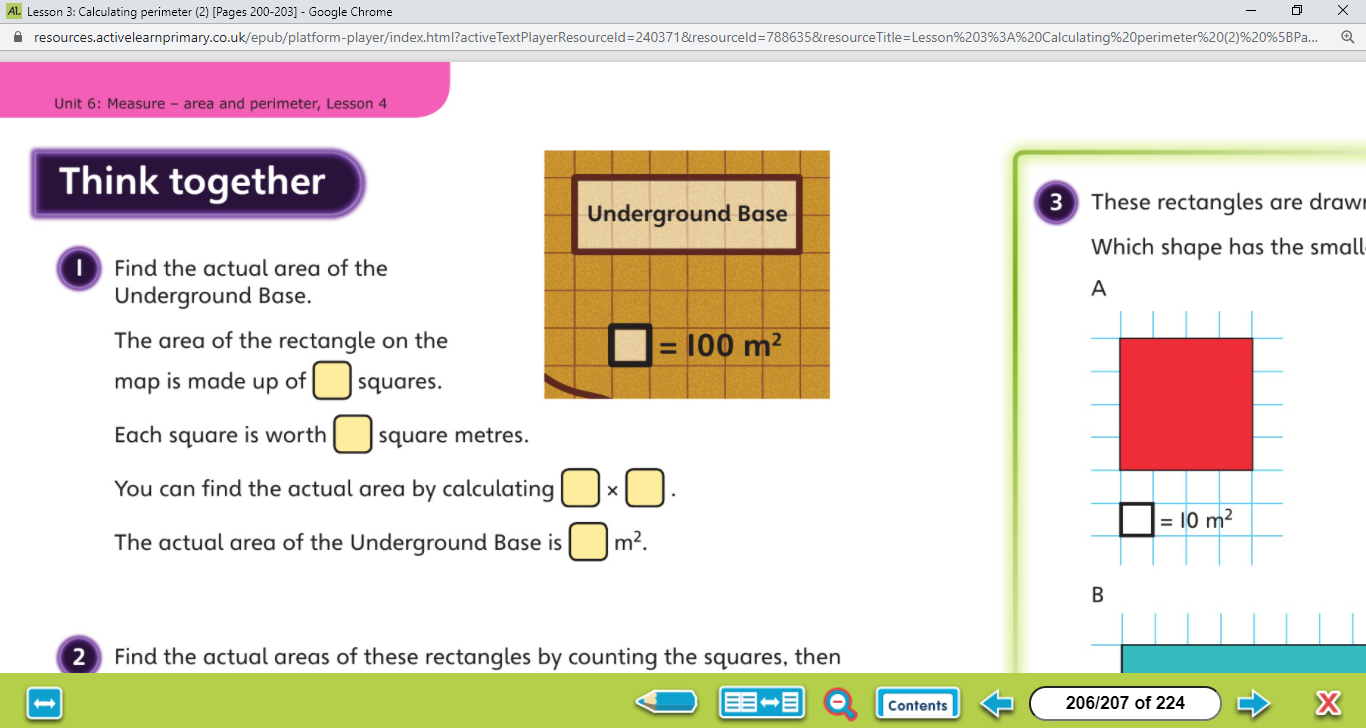 AL Lesson 3: Calculating perimeter (2) [Pages 200-203] - Google Chrome
resources.activelearnprimary.co.uk/epub/platform-player/index.html?activeTextPlayerResourceId=240371&resourceId=788635&resourceTitle=Lesson%203%3A%20Calculating%20perimeter%20(2)%20%5BPa...
Unit 6: Measure – area and perimeter, Lesson 4
Think together
1 Find the actual area of the
Underground Base.
The area of the rectangle on the
map is made up of squares.
Each square is worth square metres.
You can find the actual area by calculating × .
The actual area of the Underground Base is m².
2 Find the actual areas of these rectangles by counting the squares, then
Underground Base
= 100 m²
3 These rectangles are drawn
Which shape has the small
A
= 10 m²
B
Contents
206/207 of 224
X